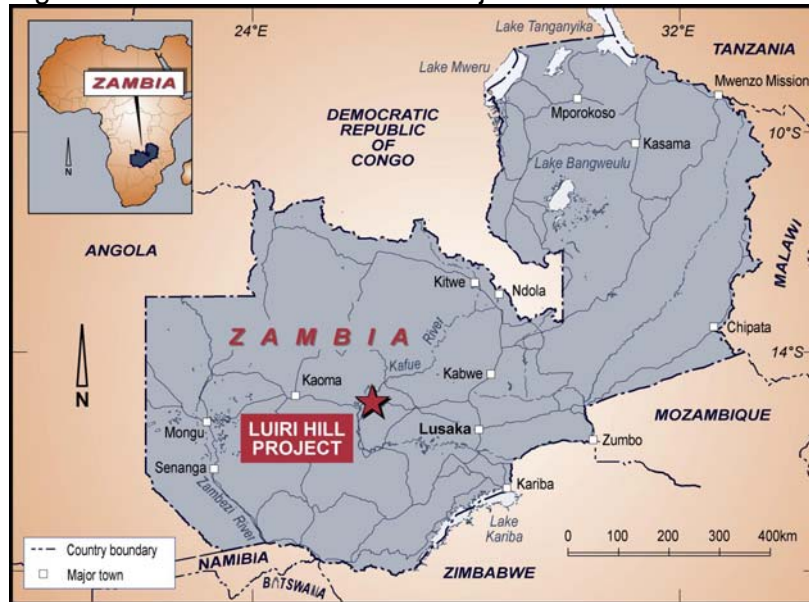 24°E
32°E
Lake Tanganyika
TANZANIA
ZAMBIA
Lake Mweru
Mwenzo Mission
DEMOCRATIC
REPUBLIC
OF
CONGO
Mporokoso
10°S
Kasama
N
Lake Bangweulu
ANGOLA
MALAWI
Kitwe
Ndola
ZAMBIA
River
Kafue
Chipata
14°S
N
Kaoma
Kabwe
MOZAMBIQUE
LUIRI HILL
PROJECT
Mongu
Lusaka
Zumbo
Senanga
Zambezi River
Kariba
Lake
Kariba
0 100 200 300 400km
Country boundary
Major town
NAMIBIA
BOTSWANA
ZIMBABWE